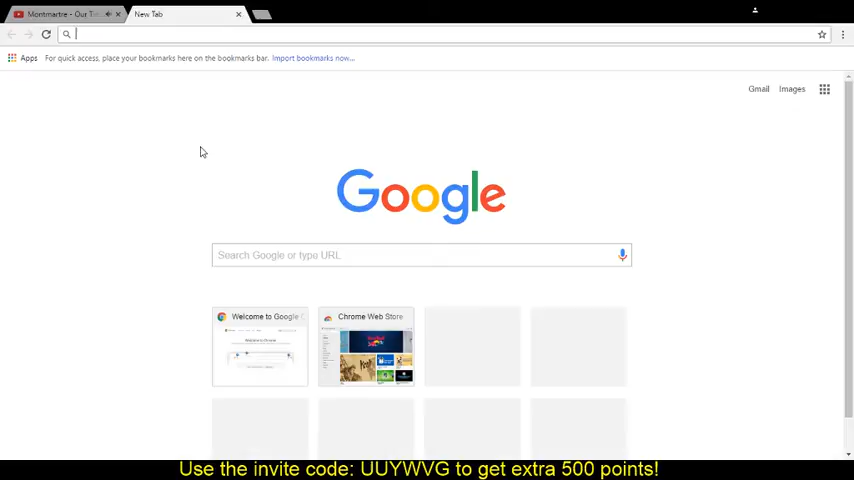 Montmartre - Our T
New Tab
Apps For quick access, place your bookmarks here on the bookmarks bar. Import bookmarks now...
Gmail Images
Google
Search Google or type URL
Welcome to Google C
Chrome Web Store
Use the invite code: UUYWVG to get extra 500 points!